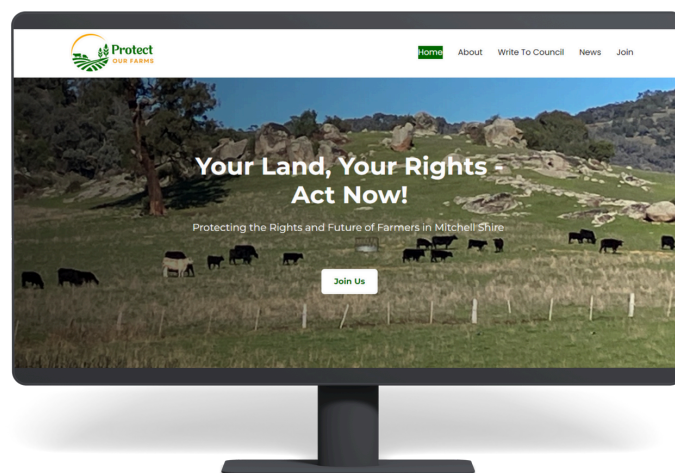 Protect
OUR FARMS
Home About Write To Council News Join
Your Land, Your Rights -
Act Now!
Protecting the Rights and Future of Farmers in Mitchell Shire
Join Us